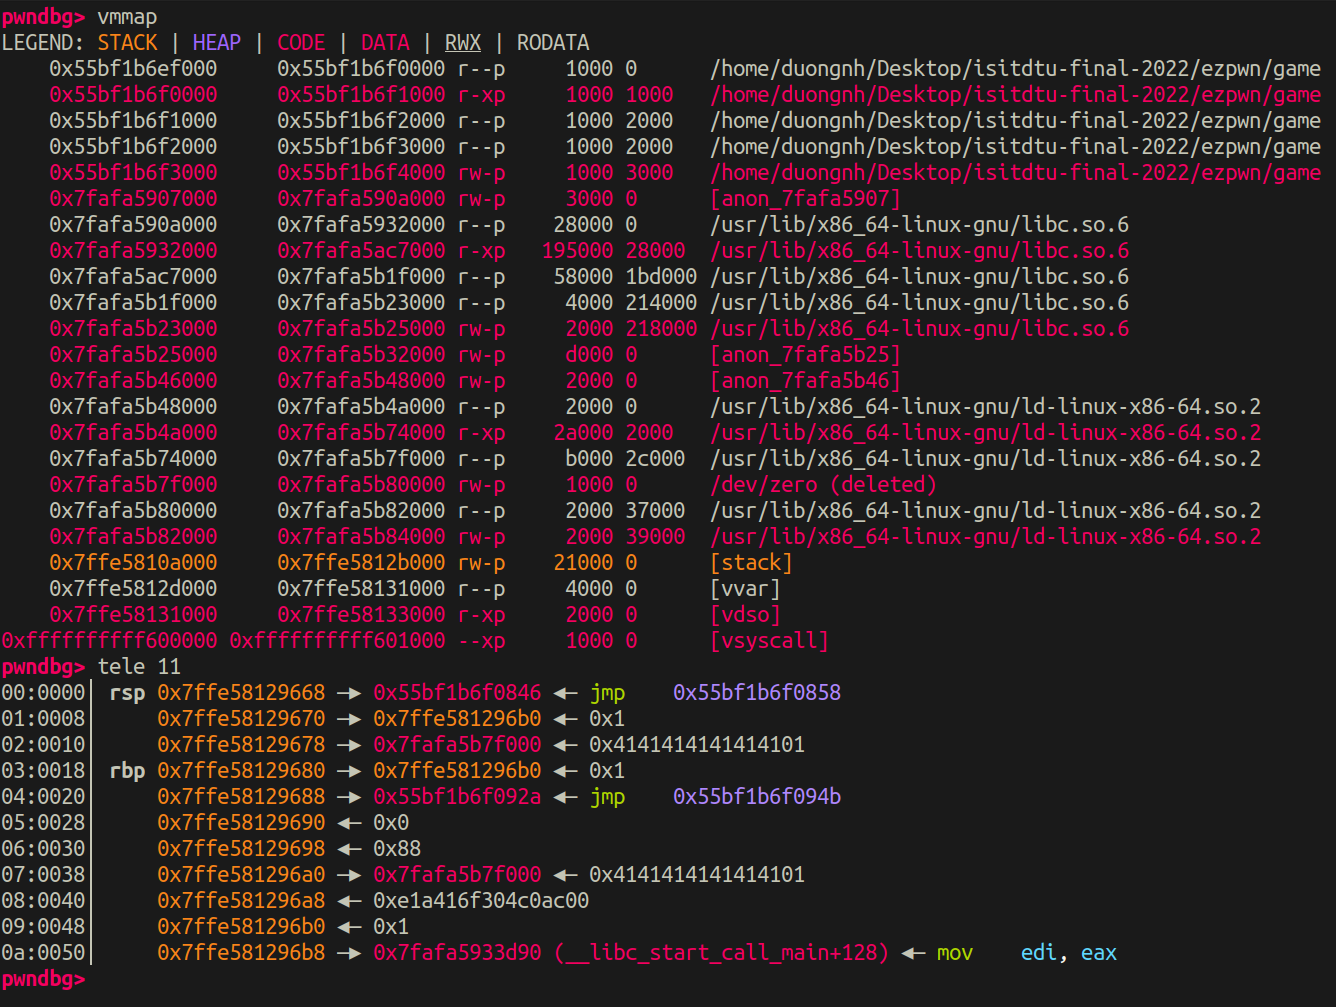 pwndbg> vmmap
LEGEND: STACK | HEAP | CODE | DATA | RWX | RODATA
0x55bf1b6ef000 0x55bf1b6f0000 r--p 1000 0 /home/duongnh/Desktop/isitdtu-final-2022/ezpwn/game
0x55bf1b6f0000 0x55bf1b6f1000 r-xp 1000 1000 /home/duongnh/Desktop/isitdtu-final-2022/ezpwn/game
0x55bf1b6f1000 0x55bf1b6f2000 r--p 1000 2000 /home/duongnh/Desktop/isitdtu-final-2022/ezpwn/game
0x55bf1b6f2000 0x55bf1b6f3000 r--p 1000 2000 /home/duongnh/Desktop/isitdtu-final-2022/ezpwn/game
0x55bf1b6f3000 0x55bf1b6f4000 rw-p 1000 3000 /home/duongnh/Desktop/isitdtu-final-2022/ezpwn/game
0x7fafa5907000 0x7fafa590a000 rw-p 3000 0 [anon_7fafa5907]
0x7fafa590a000 0x7fafa5932000 r--p 28000 0 /usr/lib/x86_64-linux-gnu/libc.so.6
0x7fafa5932000 0x7fafa5ac7000 r-xp 195000 28000 /usr/lib/x86_64-linux-gnu/libc.so.6
0x7fafa5ac7000 0x7fafa5b1f000 r--p 58000 1bd000 /usr/lib/x86_64-linux-gnu/libc.so.6
0x7fafa5b1f000 0x7fafa5b23000 r--p 4000 214000 /usr/lib/x86_64-linux-gnu/libc.so.6
0x7fafa5b23000 0x7fafa5b25000 rw-p 2000 218000 /usr/lib/x86_64-linux-gnu/libc.so.6
0x7fafa5b25000 0x7fafa5b32000 rw-p d000 0 [anon_7fafa5b25]
0x7fafa5b46000 0x7fafa5b48000 rw-p 2000 0 [anon_7fafa5b46]
0x7fafa5b48000 0x7fafa5b4a000 r--p 2000 0 /usr/lib/x86_64-linux-gnu/ld-linux-x86-64.so.2
0x7fafa5b4a000 0x7fafa5b74000 r-xp 2a000 2000 /usr/lib/x86_64-linux-gnu/ld-linux-x86-64.so.2
0x7fafa5b74000 0x7fafa5b7f000 r--p b000 2c000 /usr/lib/x86_64-linux-gnu/ld-linux-x86-64.so.2
0x7fafa5b7f000 0x7fafa5b80000 rw-p 1000 0 /dev/zero (deleted)
0x7fafa5b80000 0x7fafa5b82000 r--p 2000 37000 /usr/lib/x86_64-linux-gnu/ld-linux-x86-64.so.2
0x7fafa5b82000 0x7fafa5b84000 rw-p 2000 39000 /usr/lib/x86_64-linux-gnu/ld-linux-x86-64.so.2
0x7ffe5810a000 0x7ffe5812b000 rw-p 21000 0 [stack]
0x7ffe5812d000 0x7ffe58131000 r--p 4000 0 [vvar]
0x7ffe58131000 0x7ffe58133000 r-xp 2000 0 [vdso]
0xffffffffff600000 0xffffffffff601000 --xp 1000 0 [vsyscall]
pwndbg> tele 11
00:0000│ rsp 0x7ffe58129668 —▸ 0x55bf1b6f0846 ◂— jmp 0x55bf1b6f0858
01:0008│ 0x7ffe58129670 —▸ 0x7ffe581296b0 ◂— 0x1
02:0010│ 0x7ffe58129678 —▸ 0x7fafa5b7f000 ◂— 0x4141414141414101
03:0018│ rbp 0x7ffe58129680 —▸ 0x7ffe581296b0 ◂— 0x1
04:0020│ 0x7ffe58129688 —▸ 0x55bf1b6f092a ◂— jmp 0x55bf1b6f094b
05:0028│ 0x7ffe58129690 ◂— 0x0
06:0030│ 0x7ffe58129698 ◂— 0x88
07:0038│ 0x7ffe581296a0 —▸ 0x7fafa5b7f000 ◂— 0x4141414141414101
08:0040│ 0x7ffe581296a8 ◂— 0xe1a416f304c0ac00
09:0048│ 0x7ffe581296b0 ◂— 0x1
0a:0050│ 0x7ffe581296b8 —▸ 0x7fafa5933d90 (__libc_start_call_main+128) ◂— mov edi, eax
pwndbg>